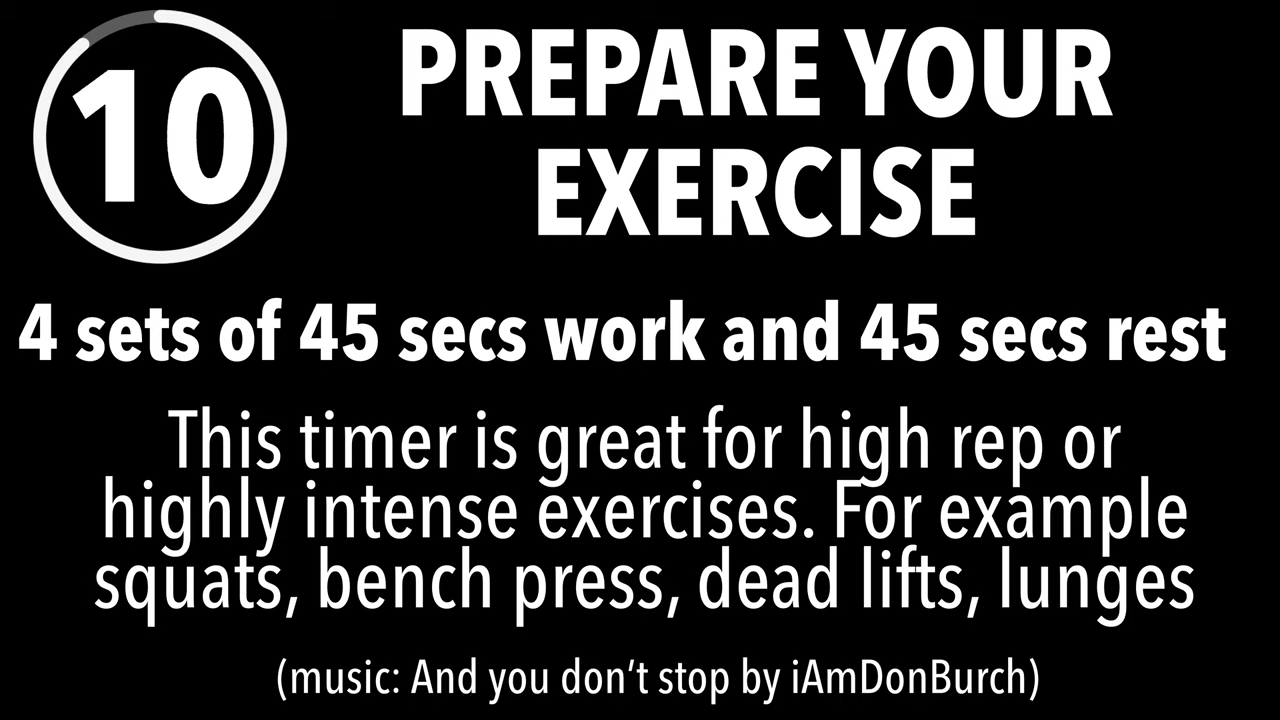 10
PREPARE YOUR
EXERCISE
4 sets of 45 secs work and 45 secs rest
This timer is great for high rep or
highly intense exercises. For example
squats, bench press, dead lifts, lunges
(music: And you don’t stop by iAmDonBurch)